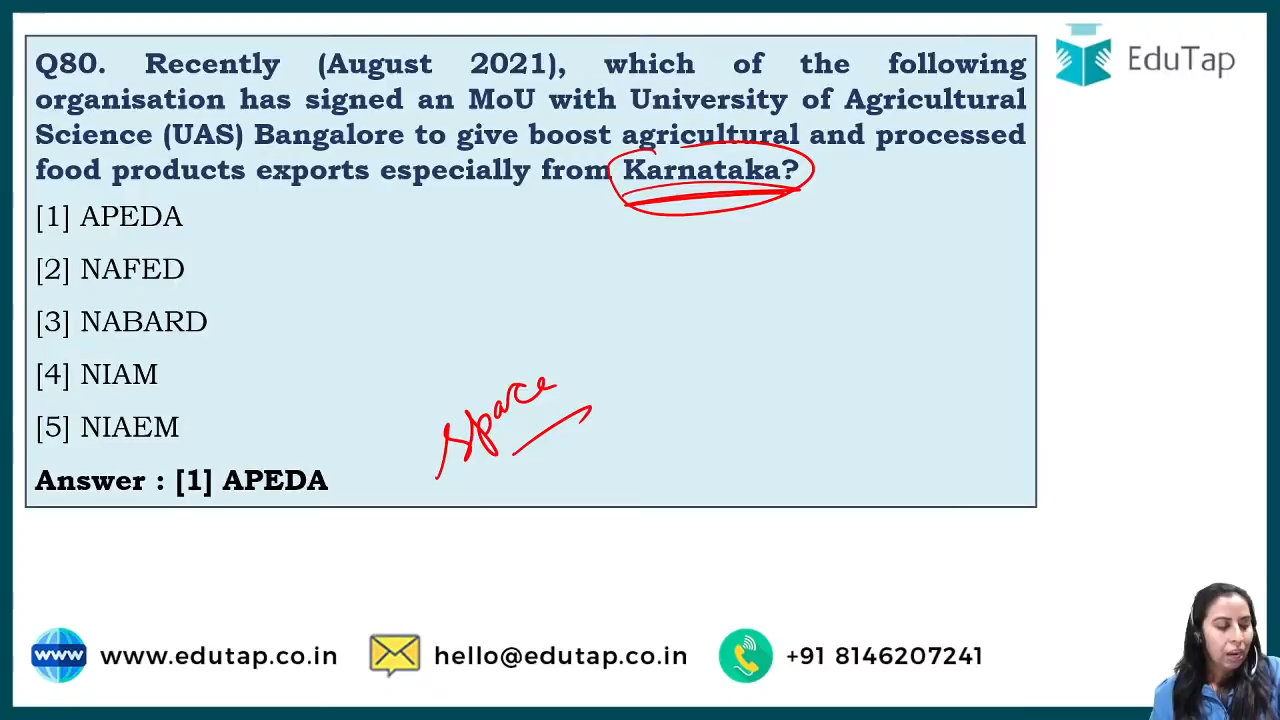 EduTap
Q80. Recently (August 2021), which of the following
organisation has signed an MoU with University of Agricultural
Science (UAS) Bangalore to give boost agricultural and processed
food products exports especially from Karnataka?
[1] APEDA
[2] NAFED
[3] NABARD
[4] NIAM
[5] NIAEM
space
Answer : [1] APEDA
www www.edutap.co.in hello@edutap.co.in +91 8146207241